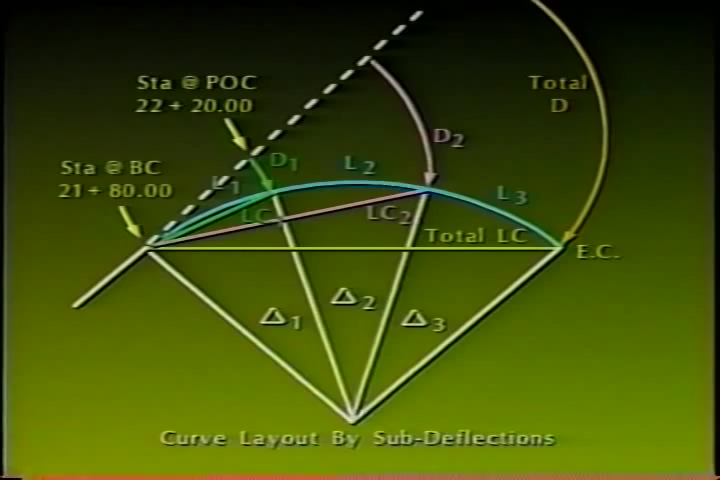 Sta @ POC
22 + 20.00
Total
D
Sta @ BC
21 + 80.00
D2
D1
L2
L1
L3
LC
LC2
Total LC
E.C.
Δ1
Δ2
Δ3
Curve Layout By Sub-Deflections